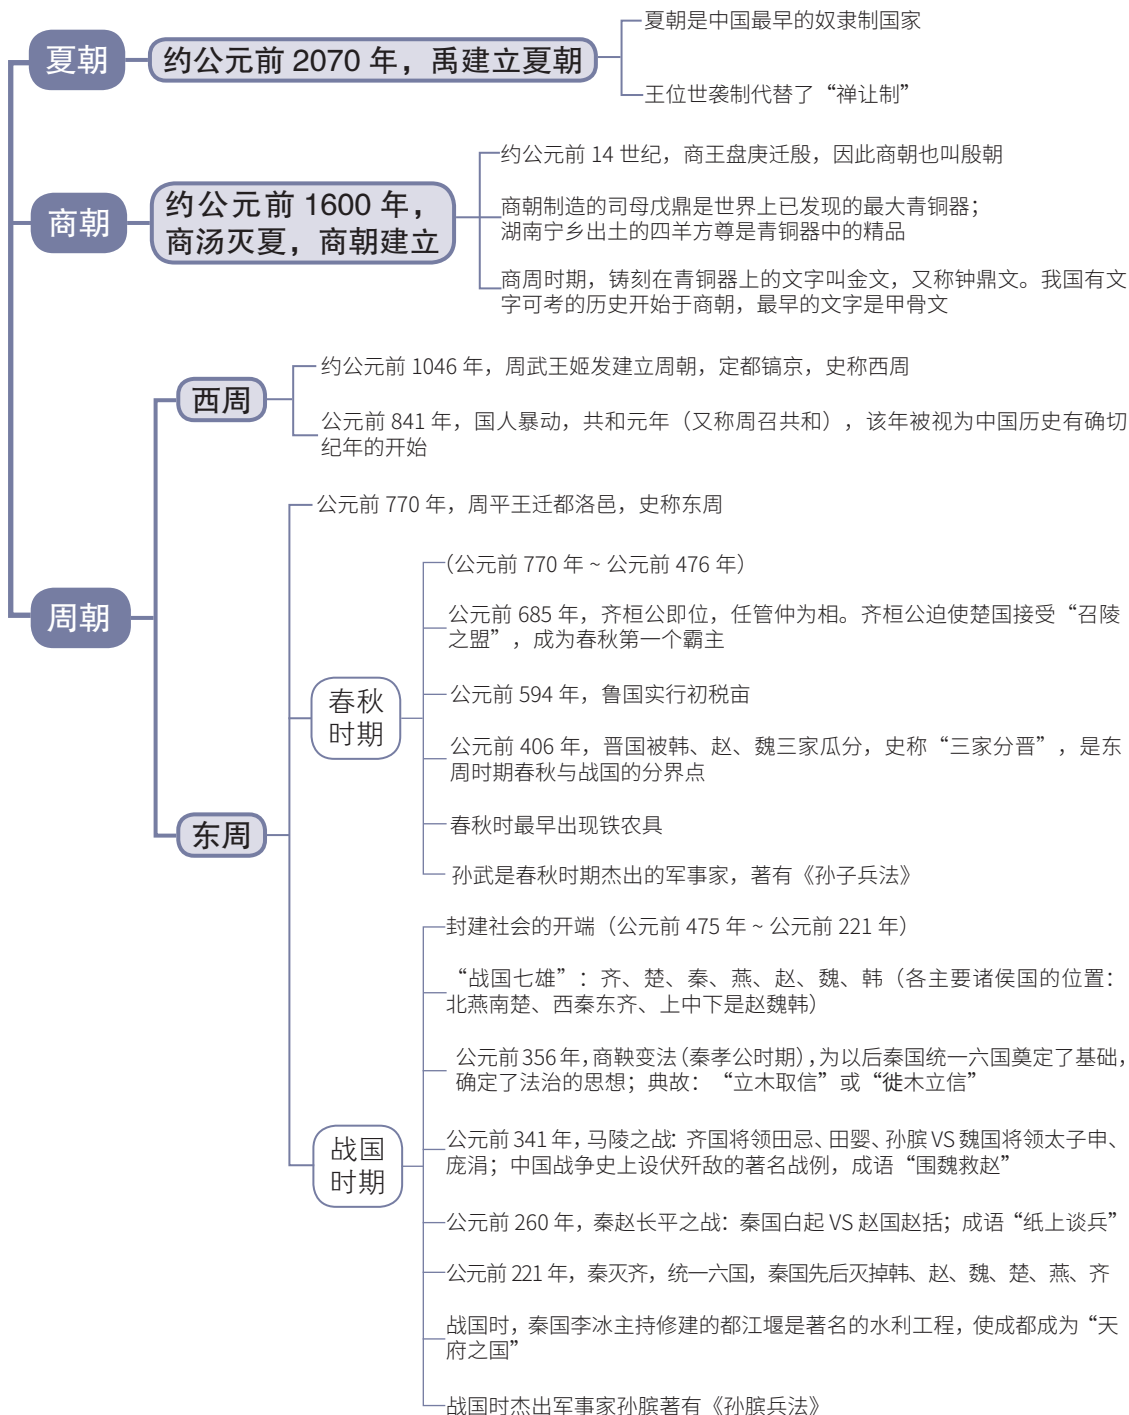 夏朝
约公元前 2070 年，禹建立夏朝
夏朝是中国最早的奴隶制国家
王位世袭制代替了“禅让制”
商朝
约公元前 1600 年，
商汤灭夏，商朝建立
约公元前 14 世纪，商王盘庚迁殷，因此商朝也叫殷朝
商朝制造的司母戊鼎是世界上已发现的最大青铜器；
湖南宁乡出土的四羊方尊是青铜器中的精品
商周时期，铸刻在青铜器上的文字叫金文，又称钟鼎文。我国有文
字可考的历史开始于商朝，最早的文字是甲骨文
周朝
西周
约公元前 1046 年，周武王姬发建立周朝，定都镐京，史称西周
公元前 841 年，国人暴动，共和元年（又称周召共和），该年被视为中国历史有确切
纪年的开始
东周
公元前 770 年，周平王迁都洛邑，史称东周
春秋
时期
（公元前 770 年 ~ 公元前 476 年）
公元前 685 年，齐桓公即位，任管仲为相。齐桓公迫使楚国接受“召陵
之盟”，成为春秋第一个霸主
公元前 594 年，鲁国实行初税亩
公元前 406 年，晋国被韩、赵、魏三家瓜分，史称“三家分晋”，是东
周时期春秋与战国的分界点
春秋时最早出现铁农具
孙武是春秋时期杰出的军事家，著有《孙子兵法》
战国
时期
封建社会的开端（公元前 475 年 ~ 公元前 221 年）
“战国七雄”：齐、楚、秦、燕、赵、魏、韩（各主要诸侯国的位置：
北燕南楚、西秦东齐、上中下是赵魏韩）
公元前 356 年，商鞅变法（秦孝公时期），为以后秦国统一六国奠定了基础，
确定了法治的思想；典故：“立木取信”或“徙木立信”
公元前 341 年，马陵之战：齐国将领田忌、田婴、孙膑 VS 魏国将领太子申、
庞涓；中国战争史上设伏歼敌的著名战例，成语“围魏救赵”
公元前 260 年，秦赵长平之战：秦国白起 VS 赵国赵括；成语“纸上谈兵”
公元前 221 年，秦灭齐，统一六国，秦国先后灭掉韩、赵、魏、楚、燕、齐
战国时，秦国李冰主持修建的都江堰是著名的水利工程，使成都成为“天
府之国”
战国时杰出军事家孙膑著有《孙膑兵法》